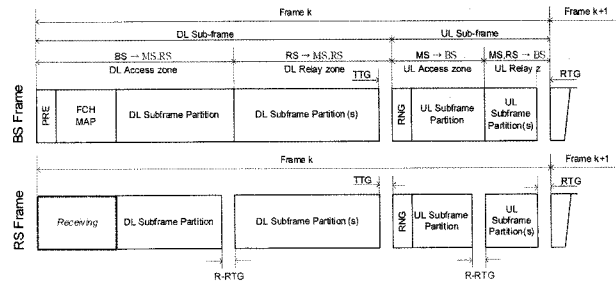 Frame k
Frame k+1
DL Sub-frame
UL Sub-frame
BS → MS,RS
RS → MS,RS
MS → BS
MS,RS → BS
DL Access zone
DL Relay zone
TTG
UL Access zone
UL Relay z
RTG
BS Frame
PRE
FCH
MAP
DL Subframe Partition
DL Subframe Partition(s)
RNG
UL Subframe
Partition
UL
Subframe
Partition(s)
Frame k
Frame k+1
TTG
RTG
RS Frame
Receiving
DL Subframe Partition
DL Subframe Partition(s)
RNG
UL Subframe
Partition
UL
Subframe
Partition(s)
R-RTG
R-RTG